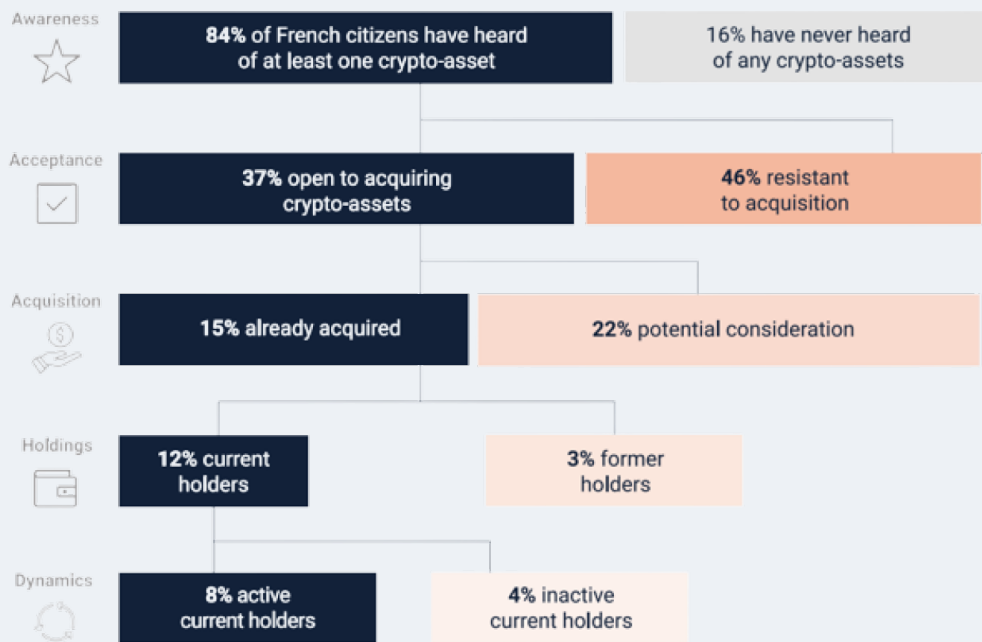 Awareness
84% of French citizens have heard
of at least one crypto-asset
16% have never heard
of any crypto-assets
Acceptance
37% open to acquiring
crypto-assets
46% resistant
to acquisition
Acquisition
15% already acquired
22% potential consideration
Holdings
12% current
holders
3% former
holders
Dynamics
8% active
current holders
4% inactive
current holders